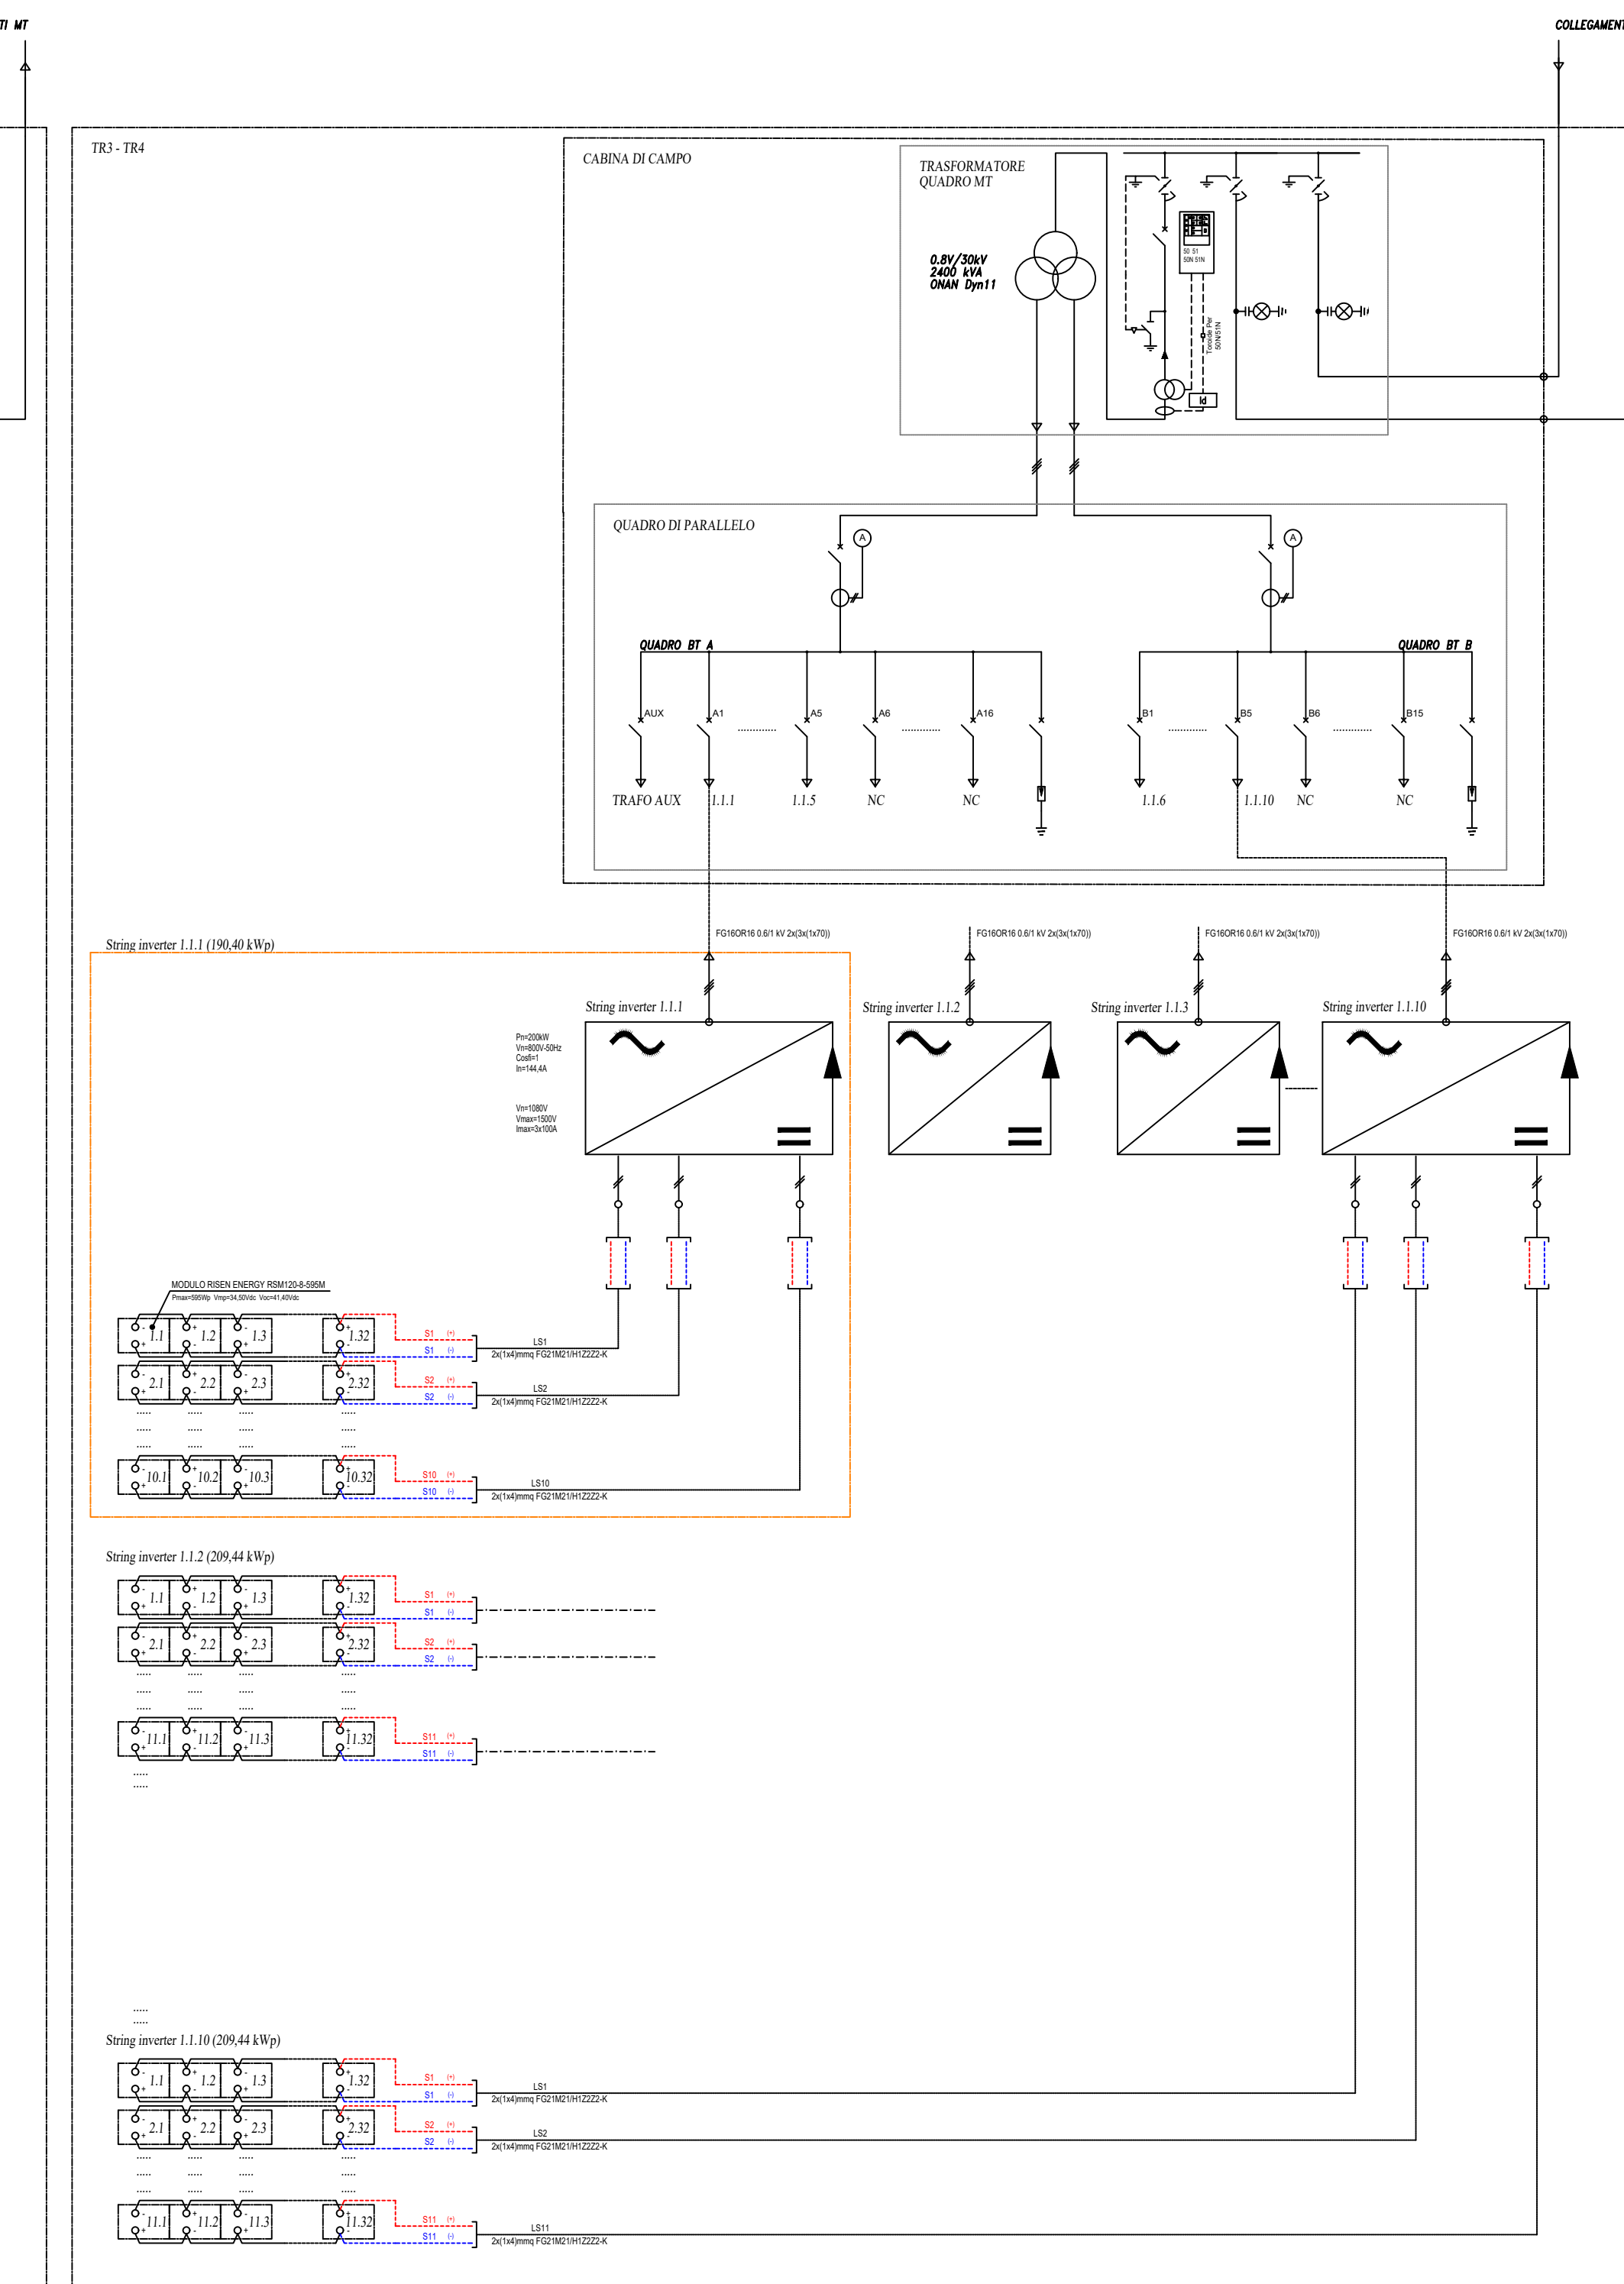 TI MT
COLLEGAMENT
TR3 - TR4
CABINA DI CAMPO
TRASFORMATORE
QUADRO MT
0.8V/30kV
2400 kVA
ONAN Dyn11
50 51
50N 51N
Toroide Per
50N/51N
Id
QUADRO DI PARALLELO
A
A
QUADRO BT A
QUADRO BT B
AUX
A1
A5
A6
A16
B1
B5
B6
B15
............
............
............
............
TRAFO AUX
1.1.1
1.1.5
NC
NC
1.1.6
1.1.10
NC
NC
FG16OR16 0.6/1 kV 2x(3x(1x70))
FG16OR16 0.6/1 kV 2x(3x(1x70))
FG16OR16 0.6/1 kV 2x(3x(1x70))
FG16OR16 0.6/1 kV 2x(3x(1x70))
String inverter 1.1.1 (190,40 kWp)
String inverter 1.1.1
String inverter 1.1.2
String inverter 1.1.3
String inverter 1.1.10
Pn=200kW
Vn=800V-50Hz
Cosfi=1
In=144,4A
Vn=1080V
Vmax=1500V
Imax=3x100A
MODULO RISEN ENERGY RSM120-8-595M
Pmax=595Wp Vmp=34,50Vdc Voc=41,40Vdc
1.1 1.2 1.3 1.32
S1 (+)
S1 (-)
LS1
2x(1x4)mmq FG21M21/H1Z2Z2-K
2.1 2.2 2.3 2.32
S2 (+)
S2 (-)
LS2
2x(1x4)mmq FG21M21/H1Z2Z2-K
..... ..... ..... .....
..... ..... ..... .....
..... ..... ..... .....
10.1 10.2 10.3 10.32
S10 (+)
S10 (-)
LS10
2x(1x4)mmq FG21M21/H1Z2Z2-K
String inverter 1.1.2 (209,44 kWp)
1.1 1.2 1.3 1.32
S1 (+)
S1 (-)
2.1 2.2 2.3 2.32
S2 (+)
S2 (-)
..... ..... ..... .....
..... ..... ..... .....
..... ..... ..... .....
11.1 11.2 11.3 11.32
S11 (+)
S11 (-)
.....
.....
.....
.....
String inverter 1.1.10 (209,44 kWp)
1.1 1.2 1.3 1.32
S1 (+)
S1 (-)
LS1
2x(1x4)mmq FG21M21/H1Z2Z2-K
2.1 2.2 2.3 2.32
S2 (+)
S2 (-)
LS2
2x(1x4)mmq FG21M21/H1Z2Z2-K
..... ..... ..... .....
..... ..... ..... .....
..... ..... ..... .....
11.1 11.2 11.3 11.32
S11 (+)
S11 (-)
LS11
2x(1x4)mmq FG21M21/H1Z2Z2-K